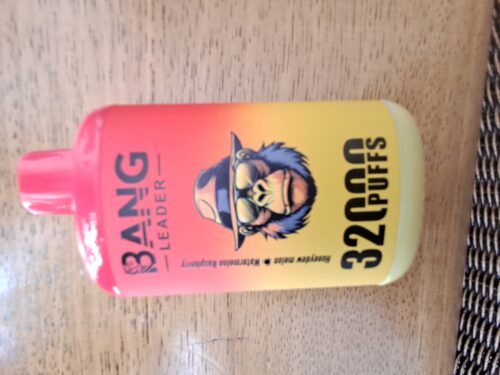 BANG
LEADER
Honeydew melon Watermelon Raspberry
32000
PUFFS